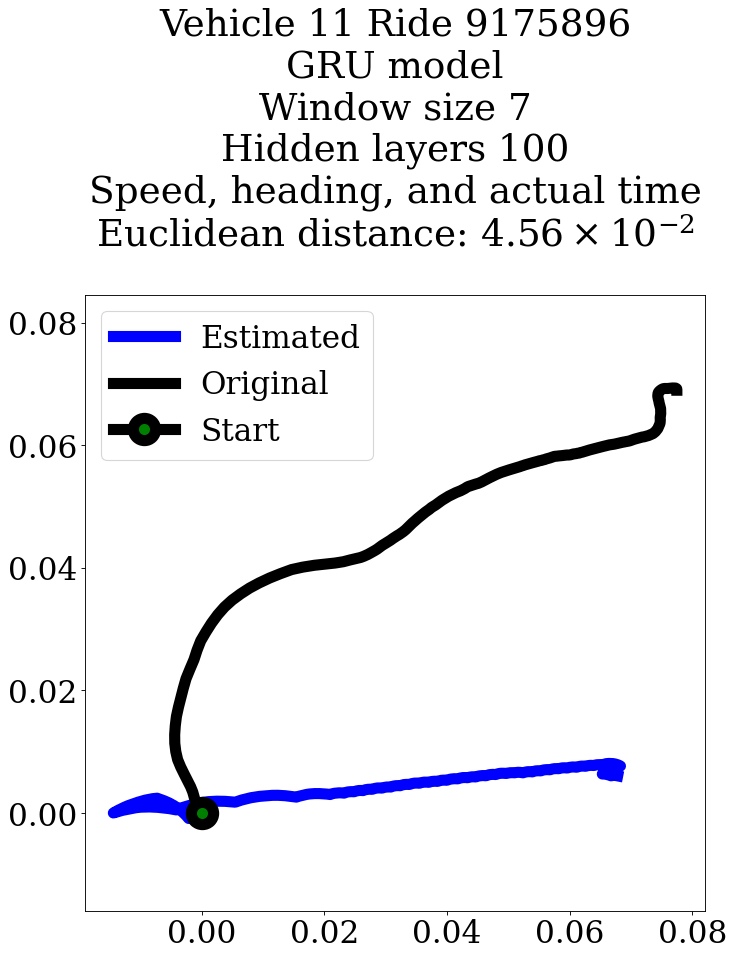 Vehicle 11 Ride 9175896
GRU model
Window size 7
Hidden layers 100
Speed, heading, and actual time
Euclidean distance: 4.56 × 10⁻²
Estimated
Original
Start
0.08
0.06
0.04
0.02
0.00
0.00 0.02 0.04 0.06 0.08